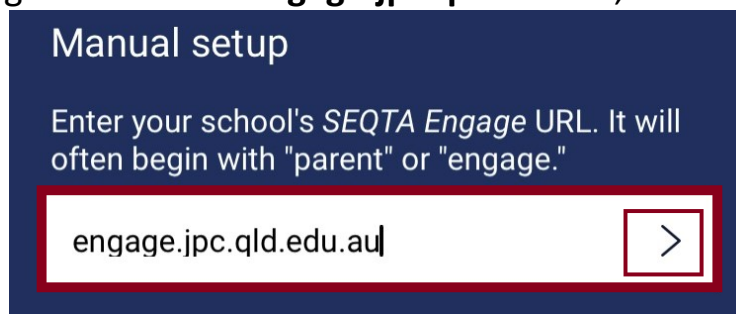 Manual setup
Enter your school's SEQTA Engage URL. It will
often begin with "parent" or "engage."
engage.jpc.qld.edu.au
>